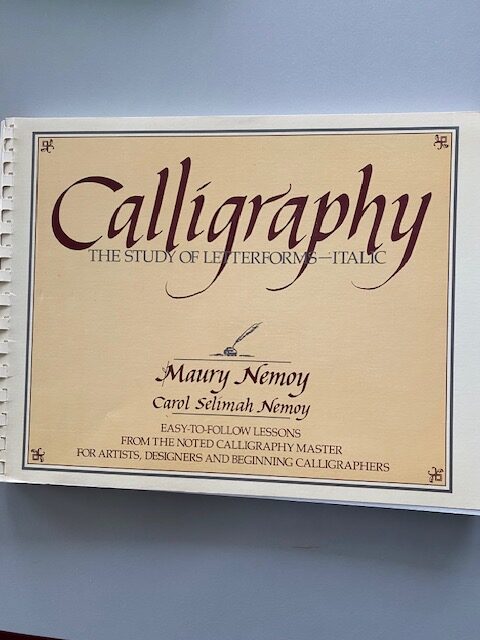 Calligraphy
THE STUDY OF LETTERFORMS—ITALIC
Maury Nemoy
Carol Selimah Nemoy
EASY-TO-FOLLOW LESSONS
FROM THE NOTED CALLIGRAPHY MASTER
FOR ARTISTS, DESIGNERS AND BEGINNING CALLIGRAPHERS